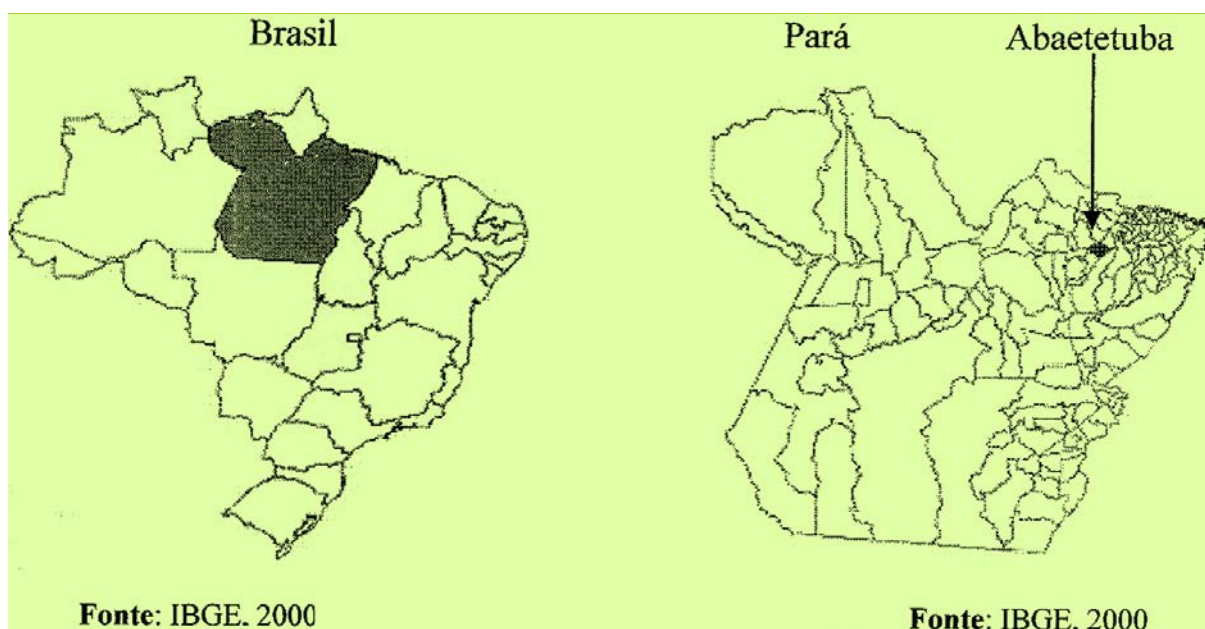 Brasil
Pará
Abaetetuba
Fonte: IBGE, 2000
Fonte: IBGE, 2000